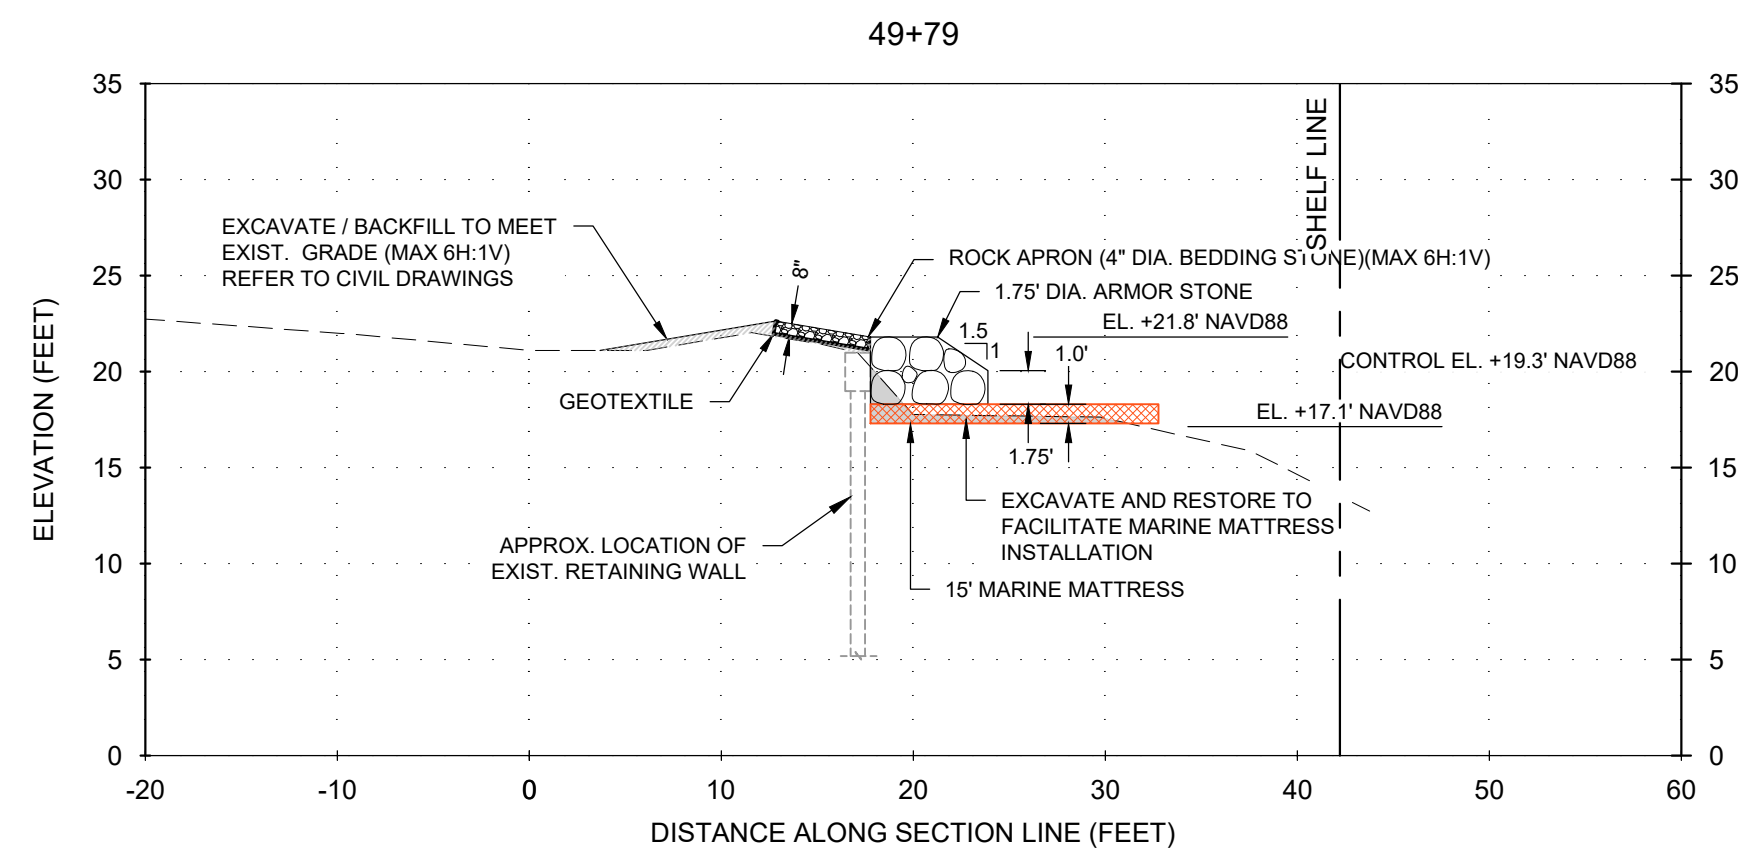 49+79
35
35
30
30
25
25
20
20
15
15
10
10
5
5
0
0
-20
-10
0
10
20
30
40
50
60
ELEVATION (FEET)
DISTANCE ALONG SECTION LINE (FEET)
SHELF LINE
EXCAVATE / BACKFILL TO MEET
EXIST. GRADE (MAX 6H:1V)
REFER TO CIVIL DRAWINGS
8"
ROCK APRON (4" DIA. BEDDING STONE)(MAX 6H:1V)
1.75' DIA. ARMOR STONE
EL. +21.8' NAVD88
1.5
1
1.0'
CONTROL EL. +19.3' NAVD88
GEOTEXTILE
EL. +17.1' NAVD88
1.75'
EXCAVATE AND RESTORE TO
FACILITATE MARINE MATTRESS
INSTALLATION
APPROX. LOCATION OF
EXIST. RETAINING WALL
15' MARINE MATTRESS